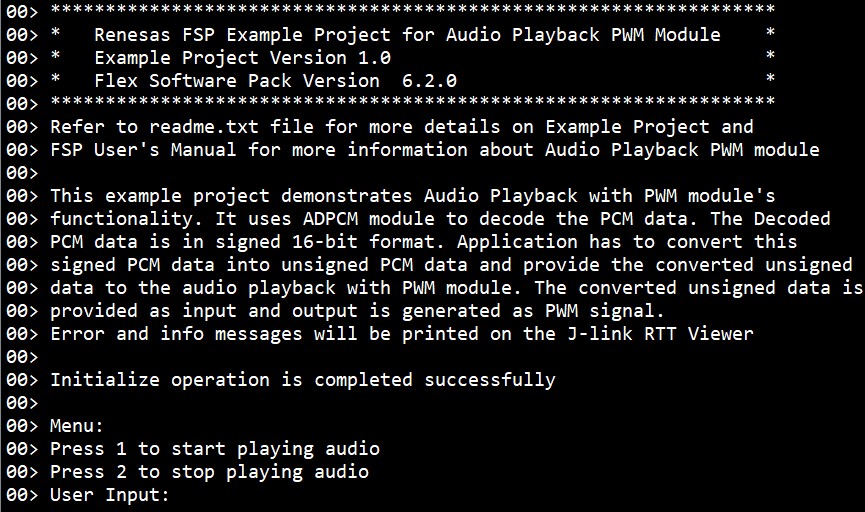 00> ******************************************************************
00> *   Renesas FSP Example Project for Audio Playback PWM Module    *
00> *   Example Project Version 1.0                                  *
00> *   Flex Software Pack Version  6.2.0                            *
00> ******************************************************************
00> Refer to readme.txt file for more details on Example Project and
00> FSP User's Manual for more information about Audio Playback PWM module
00>
00> This example project demonstrates Audio Playback with PWM module's
00> functionality. It uses ADPCM module to decode the PCM data. The Decoded
00> PCM data is in signed 16-bit format. Application has to convert this
00> signed PCM data into unsigned PCM data and provide the converted unsigned
00> data to the audio playback with PWM module. The converted unsigned data is
00> provided as input and output is generated as PWM signal.
00> Error and info messages will be printed on the J-link RTT Viewer
00>
00> Initialize operation is completed successfully
00>
00> Menu:
00> Press 1 to start playing audio
00> Press 2 to stop playing audio
00> User Input: